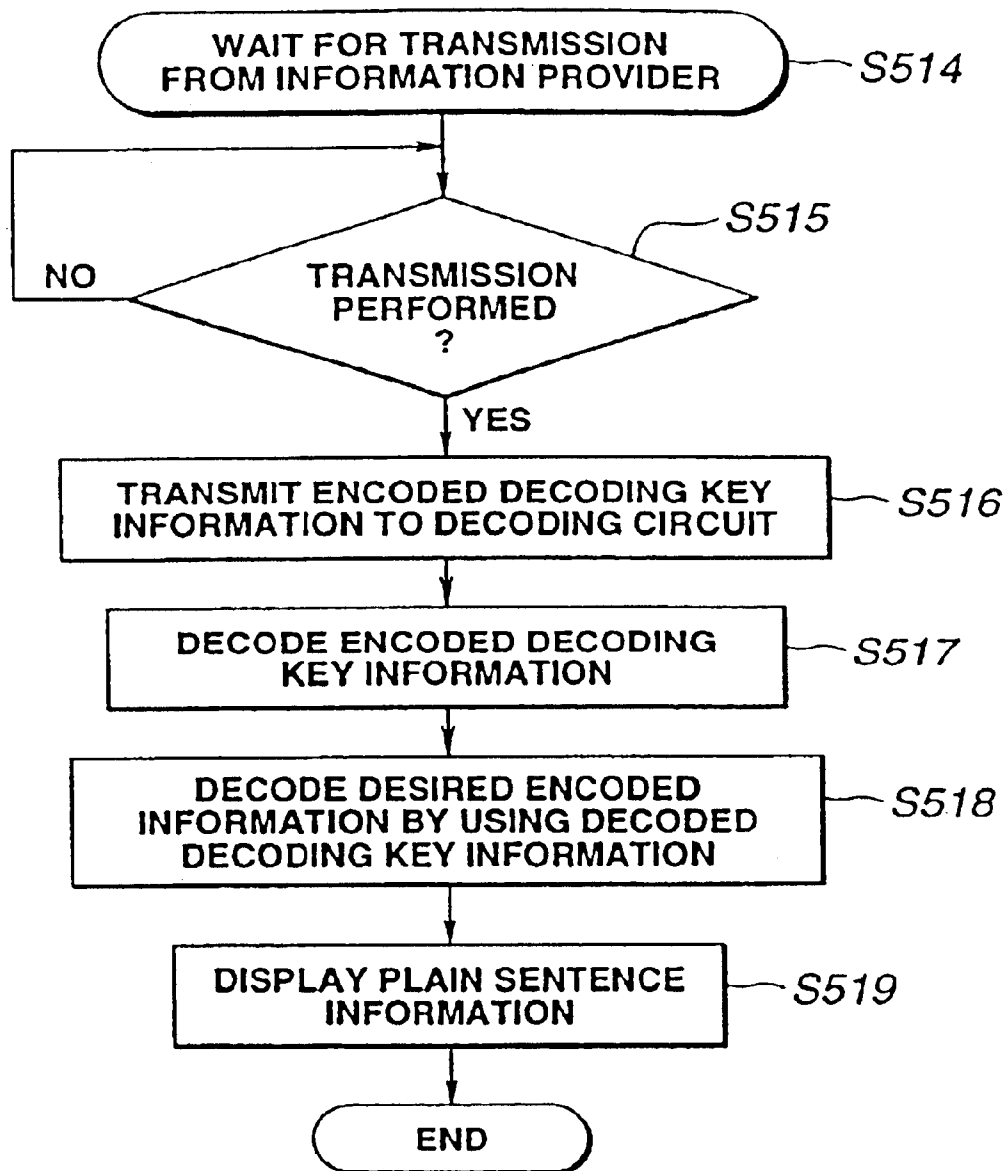 WAIT FOR TRANSMISSION
FROM INFORMATION PROVIDER
S514
S515
NO
TRANSMISSION
PERFORMED
?
YES
TRANSMIT ENCODED DECODING KEY
INFORMATION TO DECODING CIRCUIT
S516
DECODE ENCODED DECODING
KEY INFORMATION
S517
DECODE DESIRED ENCODED
INFORMATION BY USING DECODED
DECODING KEY INFORMATION
S518
DISPLAY PLAIN SENTENCE
INFORMATION
S519
END